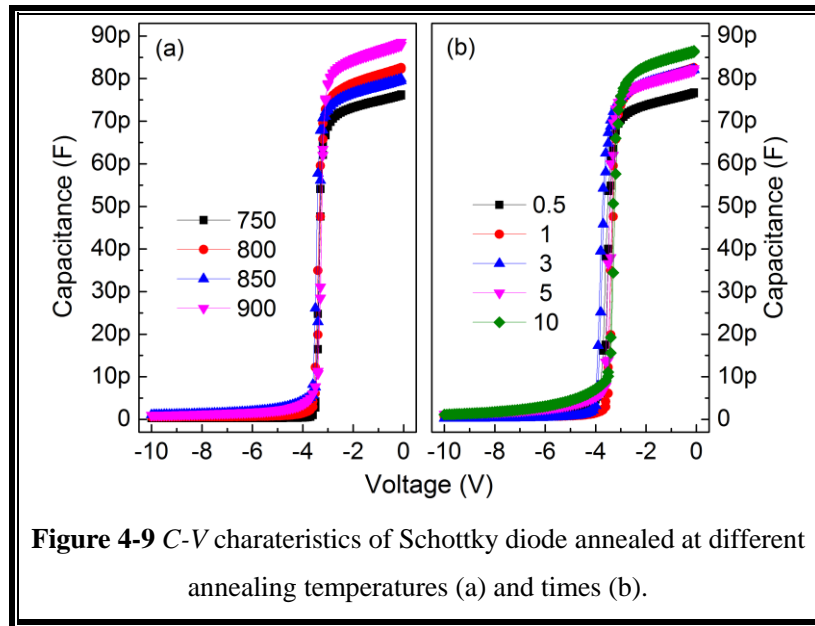 (a)
(b)
90p
80p
70p
60p
50p
40p
30p
20p
10p
0
Capacitance (F)
750
800
850
900
0.5
1
3
5
10
90p
80p
70p
60p
50p
40p
30p
20p
10p
0
Capacitance (F)
-10 -8 -6 -4 -2 0
-10 -8 -6 -4 -2 0
Voltage (V)
Figure 4-9 C-V charateristics of Schottky diode annealed at different
annealing temperatures (a) and times (b).